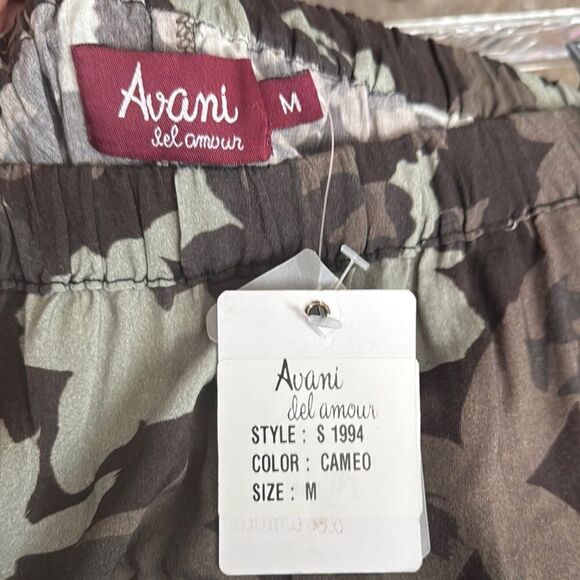 Avani
del amour
M
Avani
del amour
STYLE : S 1994
COLOR : CAMEO
SIZE : M